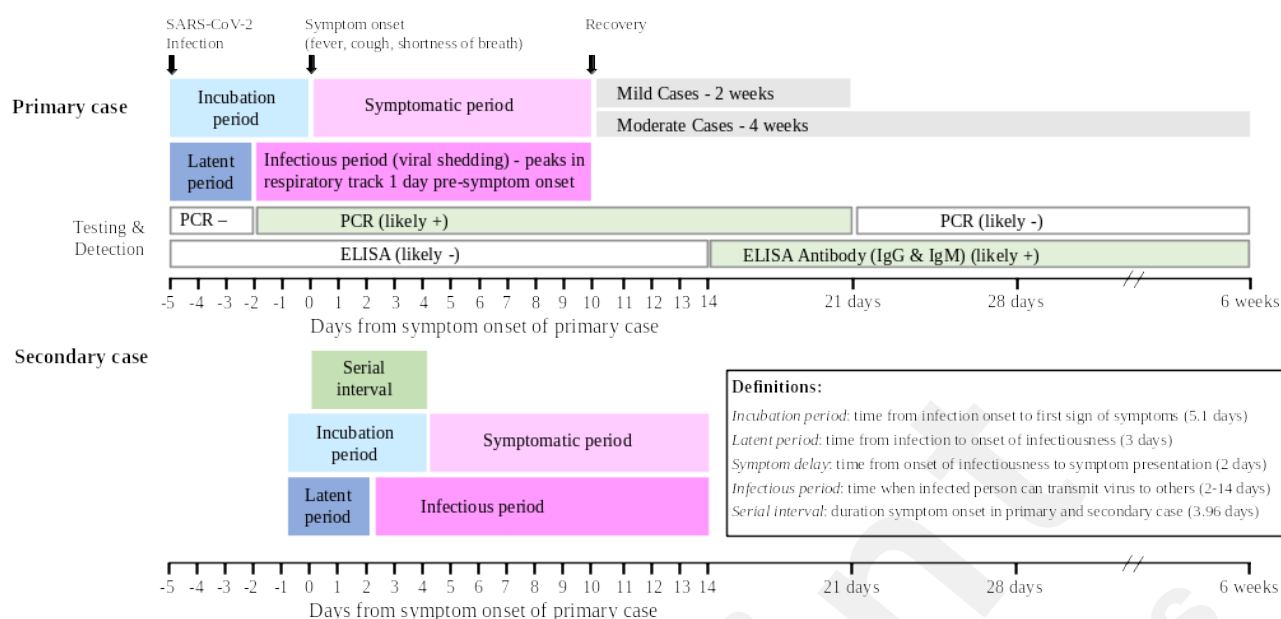 SARS-CoV-2
Infection
Symptom onset
(fever, cough, shortness of breath)
Recovery
Primary case
Incubation
period
Symptomatic period
Mild Cases - 2 weeks
Moderate Cases - 4 weeks
Latent
period
Infectious period (viral shedding) - peaks in
respiratory track 1 day pre-symptom onset
Testing &
Detection
PCR –
PCR (likely +)
PCR (likely -)
ELISA (likely -)
ELISA Antibody (IgG & IgM) (likely +)
-5 -4 -3 -2 -1 0 1 2 3 4 5 6 7 8 9 10 11 12 13 14 21 days 28 days 6 weeks
Days from symptom onset of primary case
Secondary case
Serial
interval
Incubation
period
Symptomatic period
Latent
period
Infectious period
Definitions:
Incubation period: time from infection onset to first sign of symptoms (5.1 days)
Latent period: time from infection to onset of infectiousness (3 days)
Symptom delay: time from onset of infectiousness to symptom presentation (2 days)
Infectious period: time when infected person can transmit virus to others (2-14 days)
Serial interval: duration symptom onset in primary and secondary case (3.96 days)
-5 -4 -3 -2 -1 0 1 2 3 4 5 6 7 8 9 10 11 12 13 14 21 days 28 days 6 weeks
Days from symptom onset of primary case